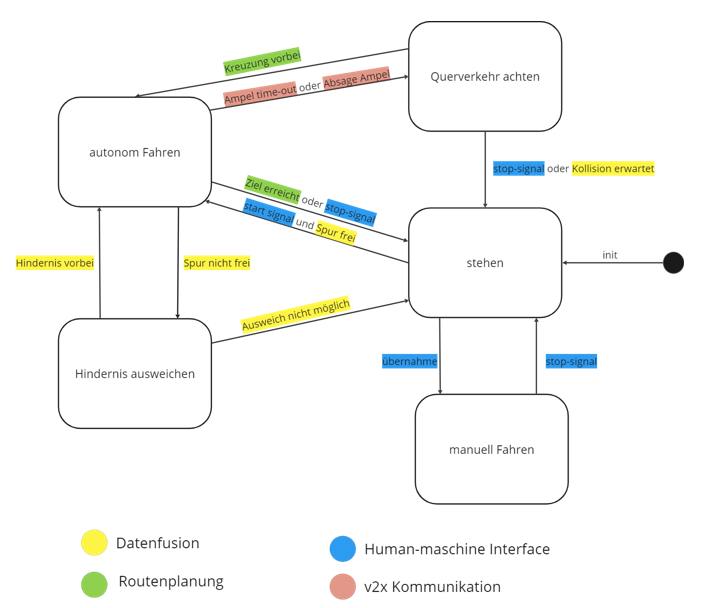 Kreuzung vorbei
Querverkehr achten
Ampel time-out oder Absage Ampel
autonom Fahren
stop-signal oder Kollision erwartet
Ziel erreicht oder stop-signal
start signal und Spur frei
Hindernis vorbei
Spur nicht frei
stehen
init
Ausweich nicht möglich
Hindernis ausweichen
übernahme
stop-signal
manuell Fahren
Datenfusion
Human-maschine Interface
Routenplanung
v2x Kommunikation